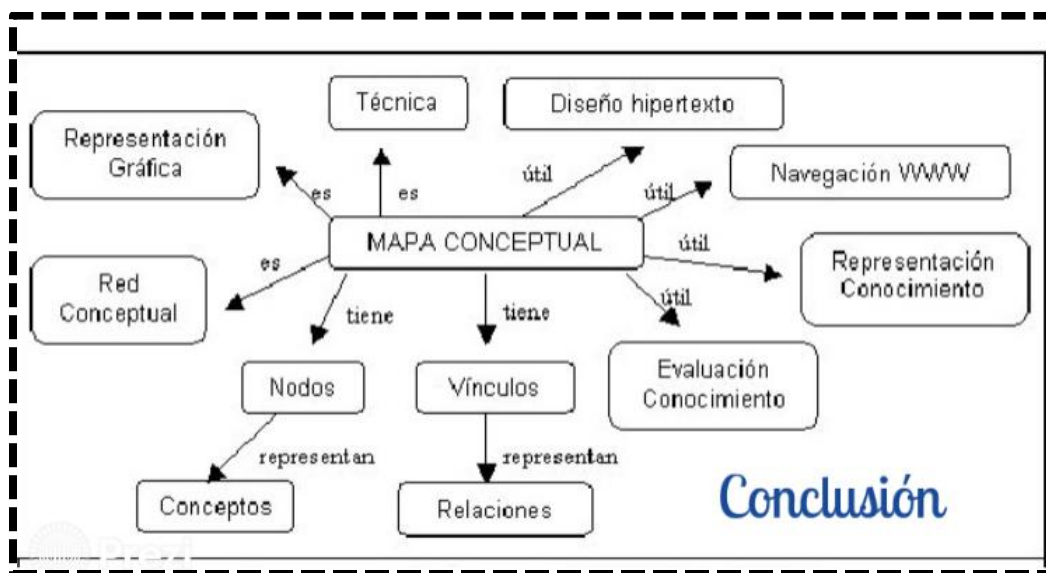 Técnica
Diseño hipertexto
Representación
Gráfica
Navegación WWW
útil
útil
es
es
MAPA CONCEPTUAL
útil
Representación
Conocimiento
Red
Conceptual
es
útil
tiene
tiene
Nodos
Vínculos
Evaluación
Conocimiento
representan
representan
Conceptos
Relaciones
Conclusión
Prezi